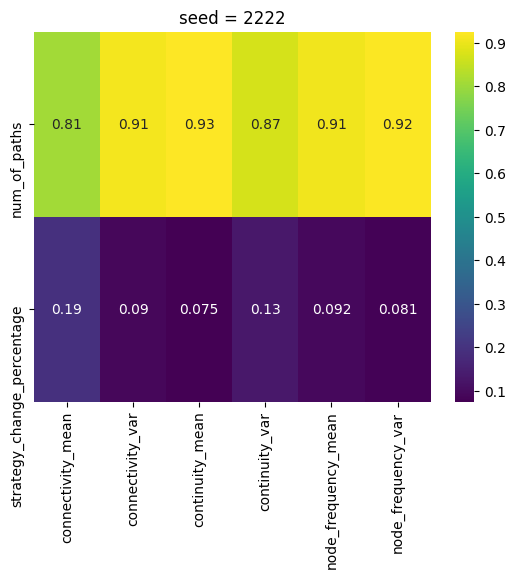 seed = 2222
num_of_paths
0.81 0.91 0.93 0.87 0.91 0.92
strategy_change_percentage
0.19 0.09 0.075 0.13 0.092 0.081
connectivity_mean
connectivity_var
continuity_mean
continuity_var
node_frequency_mean
node_frequency_var
0.9
0.8
0.7
0.6
0.5
0.4
0.3
0.2
0.1